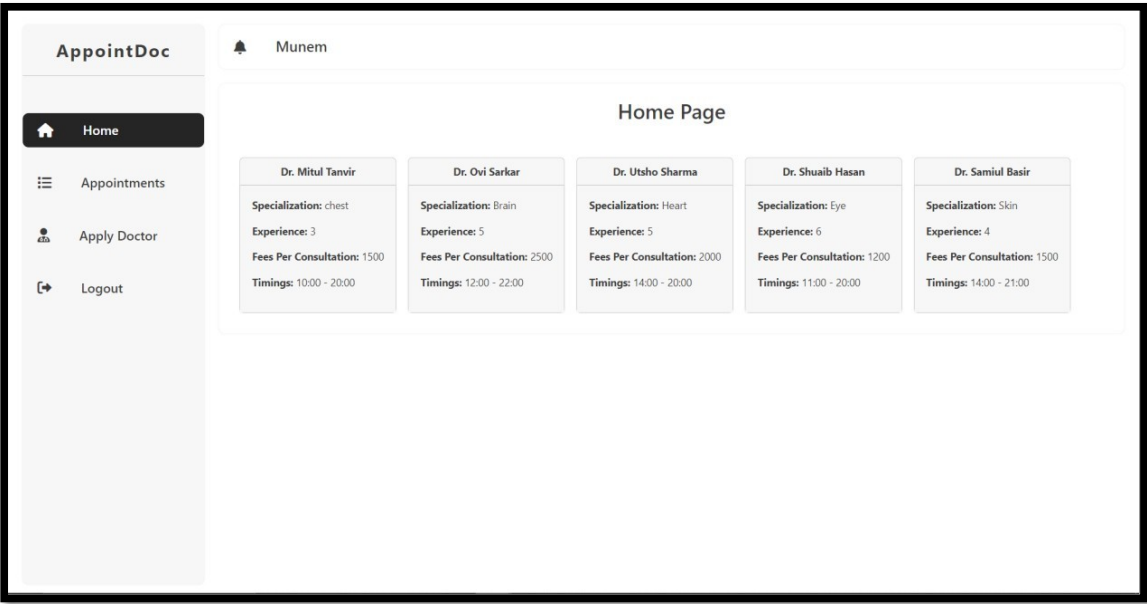 AppointDoc
Munem
Home
Appointments
Apply Doctor
Logout
Home Page
Dr. Mitul Tanvir
Specialization: chest
Experience: 3
Fees Per Consultation: 1500
Timings: 10:00 - 20:00
Dr. Ovi Sarkar
Specialization: Brain
Experience: 5
Fees Per Consultation: 2500
Timings: 12:00 - 22:00
Dr. Utsho Sharma
Specialization: Heart
Experience: 5
Fees Per Consultation: 2000
Timings: 14:00 - 20:00
Dr. Shuaib Hasan
Specialization: Eye
Experience: 6
Fees Per Consultation: 1200
Timings: 11:00 - 20:00
Dr. Samiul Basir
Specialization: Skin
Experience: 4
Fees Per Consultation: 1500
Timings: 14:00 - 21:00